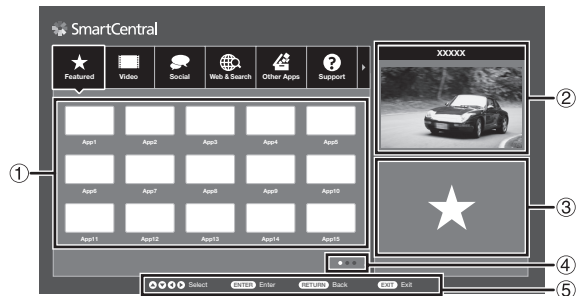 SmartCentral
XXXXX
Featured Video Social Web & Search Other Apps Support
②
App1 App2 App3 App4 App5
①
App6 App7 App8 App9 App10
③
App11 App12 App13 App14 App15
④
Select ENTER Enter RETURN Back EXIT Exit
⑤